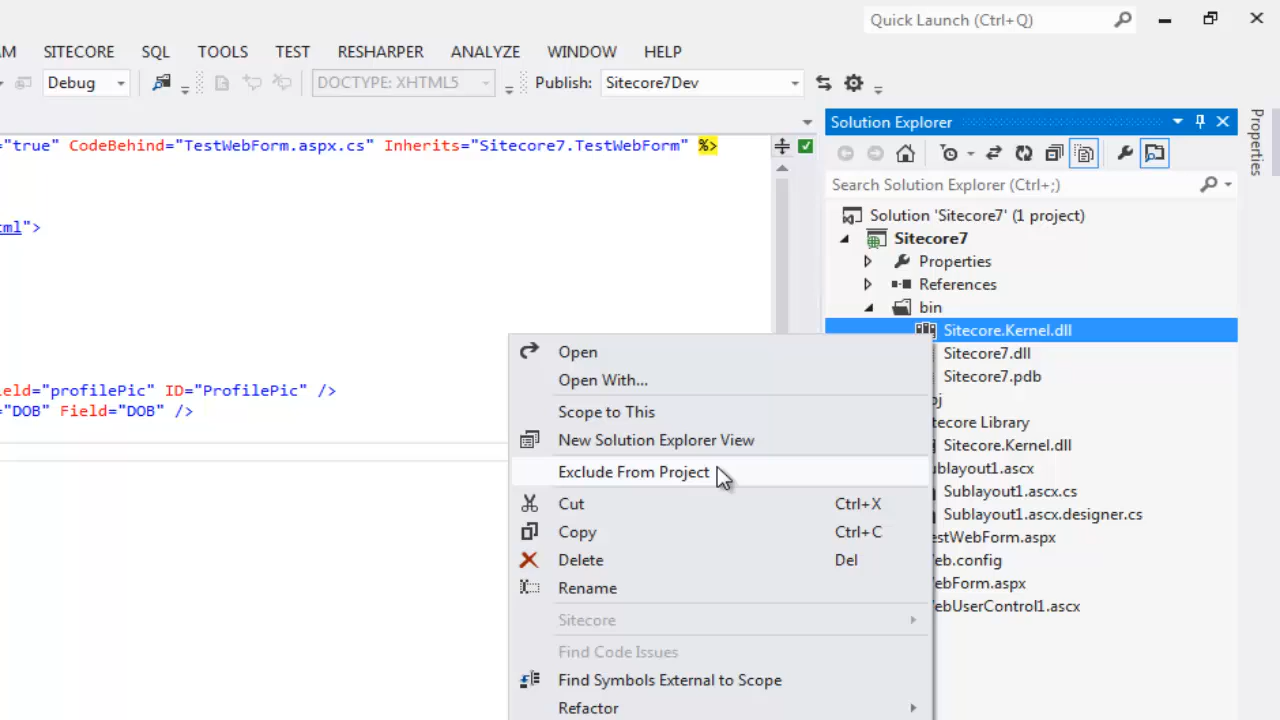 Quick Launch (Ctrl+Q)
AM SITECORE SQL TOOLS TEST RESHARPER ANALYZE WINDOW HELP
Debug DOCTYPE: XHTML5 Publish: Sitecore7Dev
Solution Explorer
Properties
="true" CodeBehind="TestWebForm.aspx.cs" Inherits="Sitecore7.TestWebForm" %>
Search Solution Explorer (Ctrl+;)
Solution 'Sitecore7' (1 project)
tml">
Sitecore7
Properties
References
bin
Sitecore.Kernel.dll
Sitecore7.dll
Sitecore7.pdb
bj
tecore Library
Sitecore.Kernel.dll
ublayout1.ascx
Sublayout1.ascx.cs
Sublayout1.ascx.designer.cs
estWebForm.aspx
eb.config
ebForm.aspx
ebUserControl1.ascx
ield="profilePic" ID="ProfilePic" />
="DOB" Field="DOB" />
Open
Open With...
Scope to This
New Solution Explorer View
Exclude From Project
Cut Ctrl+X
Copy Ctrl+C
Delete Del
Rename
Sitecore
Find Code Issues
Find Symbols External to Scope
Refactor